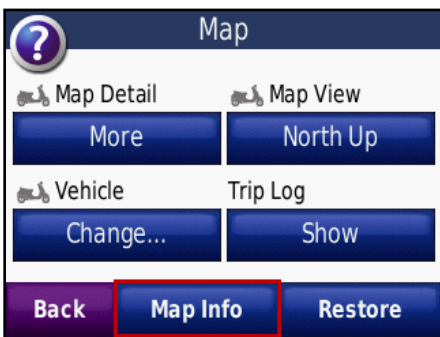 ?
Map
Map Detail
Map View
More
North Up
Vehicle
Trip Log
Change...
Show
Back
Map Info
Restore